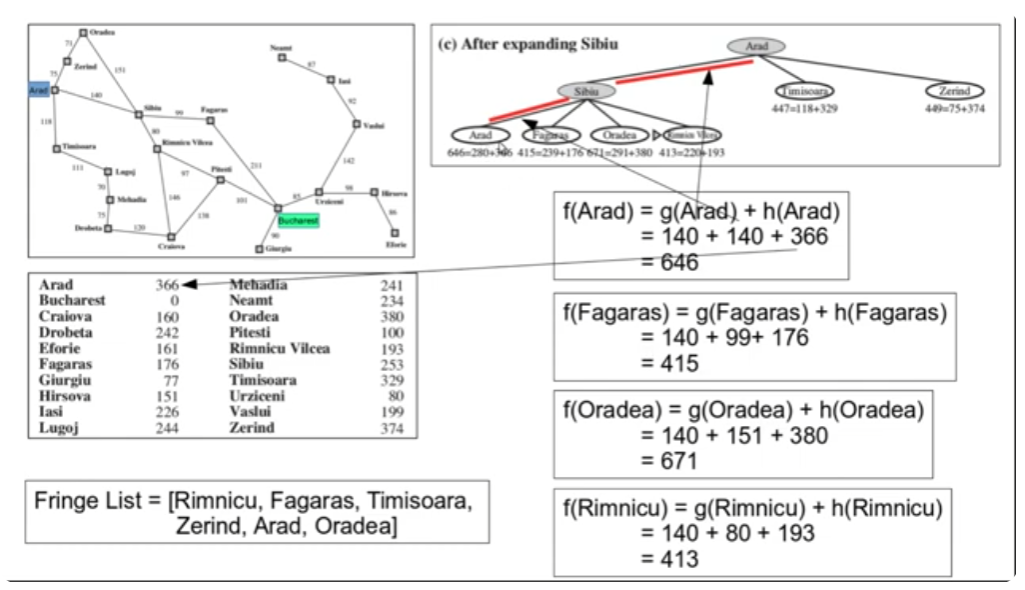 Oradea
71
Zerind
75
151
Arad
140
118
Sibiu
99
Fagaras
80
Timisoara
Rimnicu Vilcea
111
Lugoj
97
Pitesti
211
70
Mehadia
146
101
85
75
138
Drobeta
120
Craiova
Bucharest
90
Giurgiu
Neamt
87
Iasi
92
Vaslui
142
98
Hirsova
Urziceni
86
Eforie
(c) After expanding Sibiu
Arad
Sibiu
Timisoara
Zerind
447=118+329
449=75+374
Arad
Fagaras
Oradea
Rimnicu Vilcea
646=280+366 415=239+176 671=291+380 413=220+193
f(Arad) = g(Arad) + h(Arad)
= 140 + 140 + 366
= 646
Arad 366 Mehadia 241
Bucharest 0 Neamt 234
Craiova 160 Oradea 380
Drobeta 242 Pitesti 100
Eforie 161 Rimnicu Vilcea 193
Fagaras 176 Sibiu 253
Giurgiu 77 Timisoara 329
Hirsova 151 Urziceni 80
Iasi 226 Vaslui 199
Lugoj 244 Zerind 374
f(Fagaras) = g(Fagaras) + h(Fagaras)
= 140 + 99+ 176
= 415
f(Oradea) = g(Oradea) + h(Oradea)
= 140 + 151 + 380
= 671
Fringe List = [Rimnicu, Fagaras, Timisoara,
Zerind, Arad, Oradea]
f(Rimnicu) = g(Rimnicu) + h(Rimnicu)
= 140 + 80 + 193
= 413